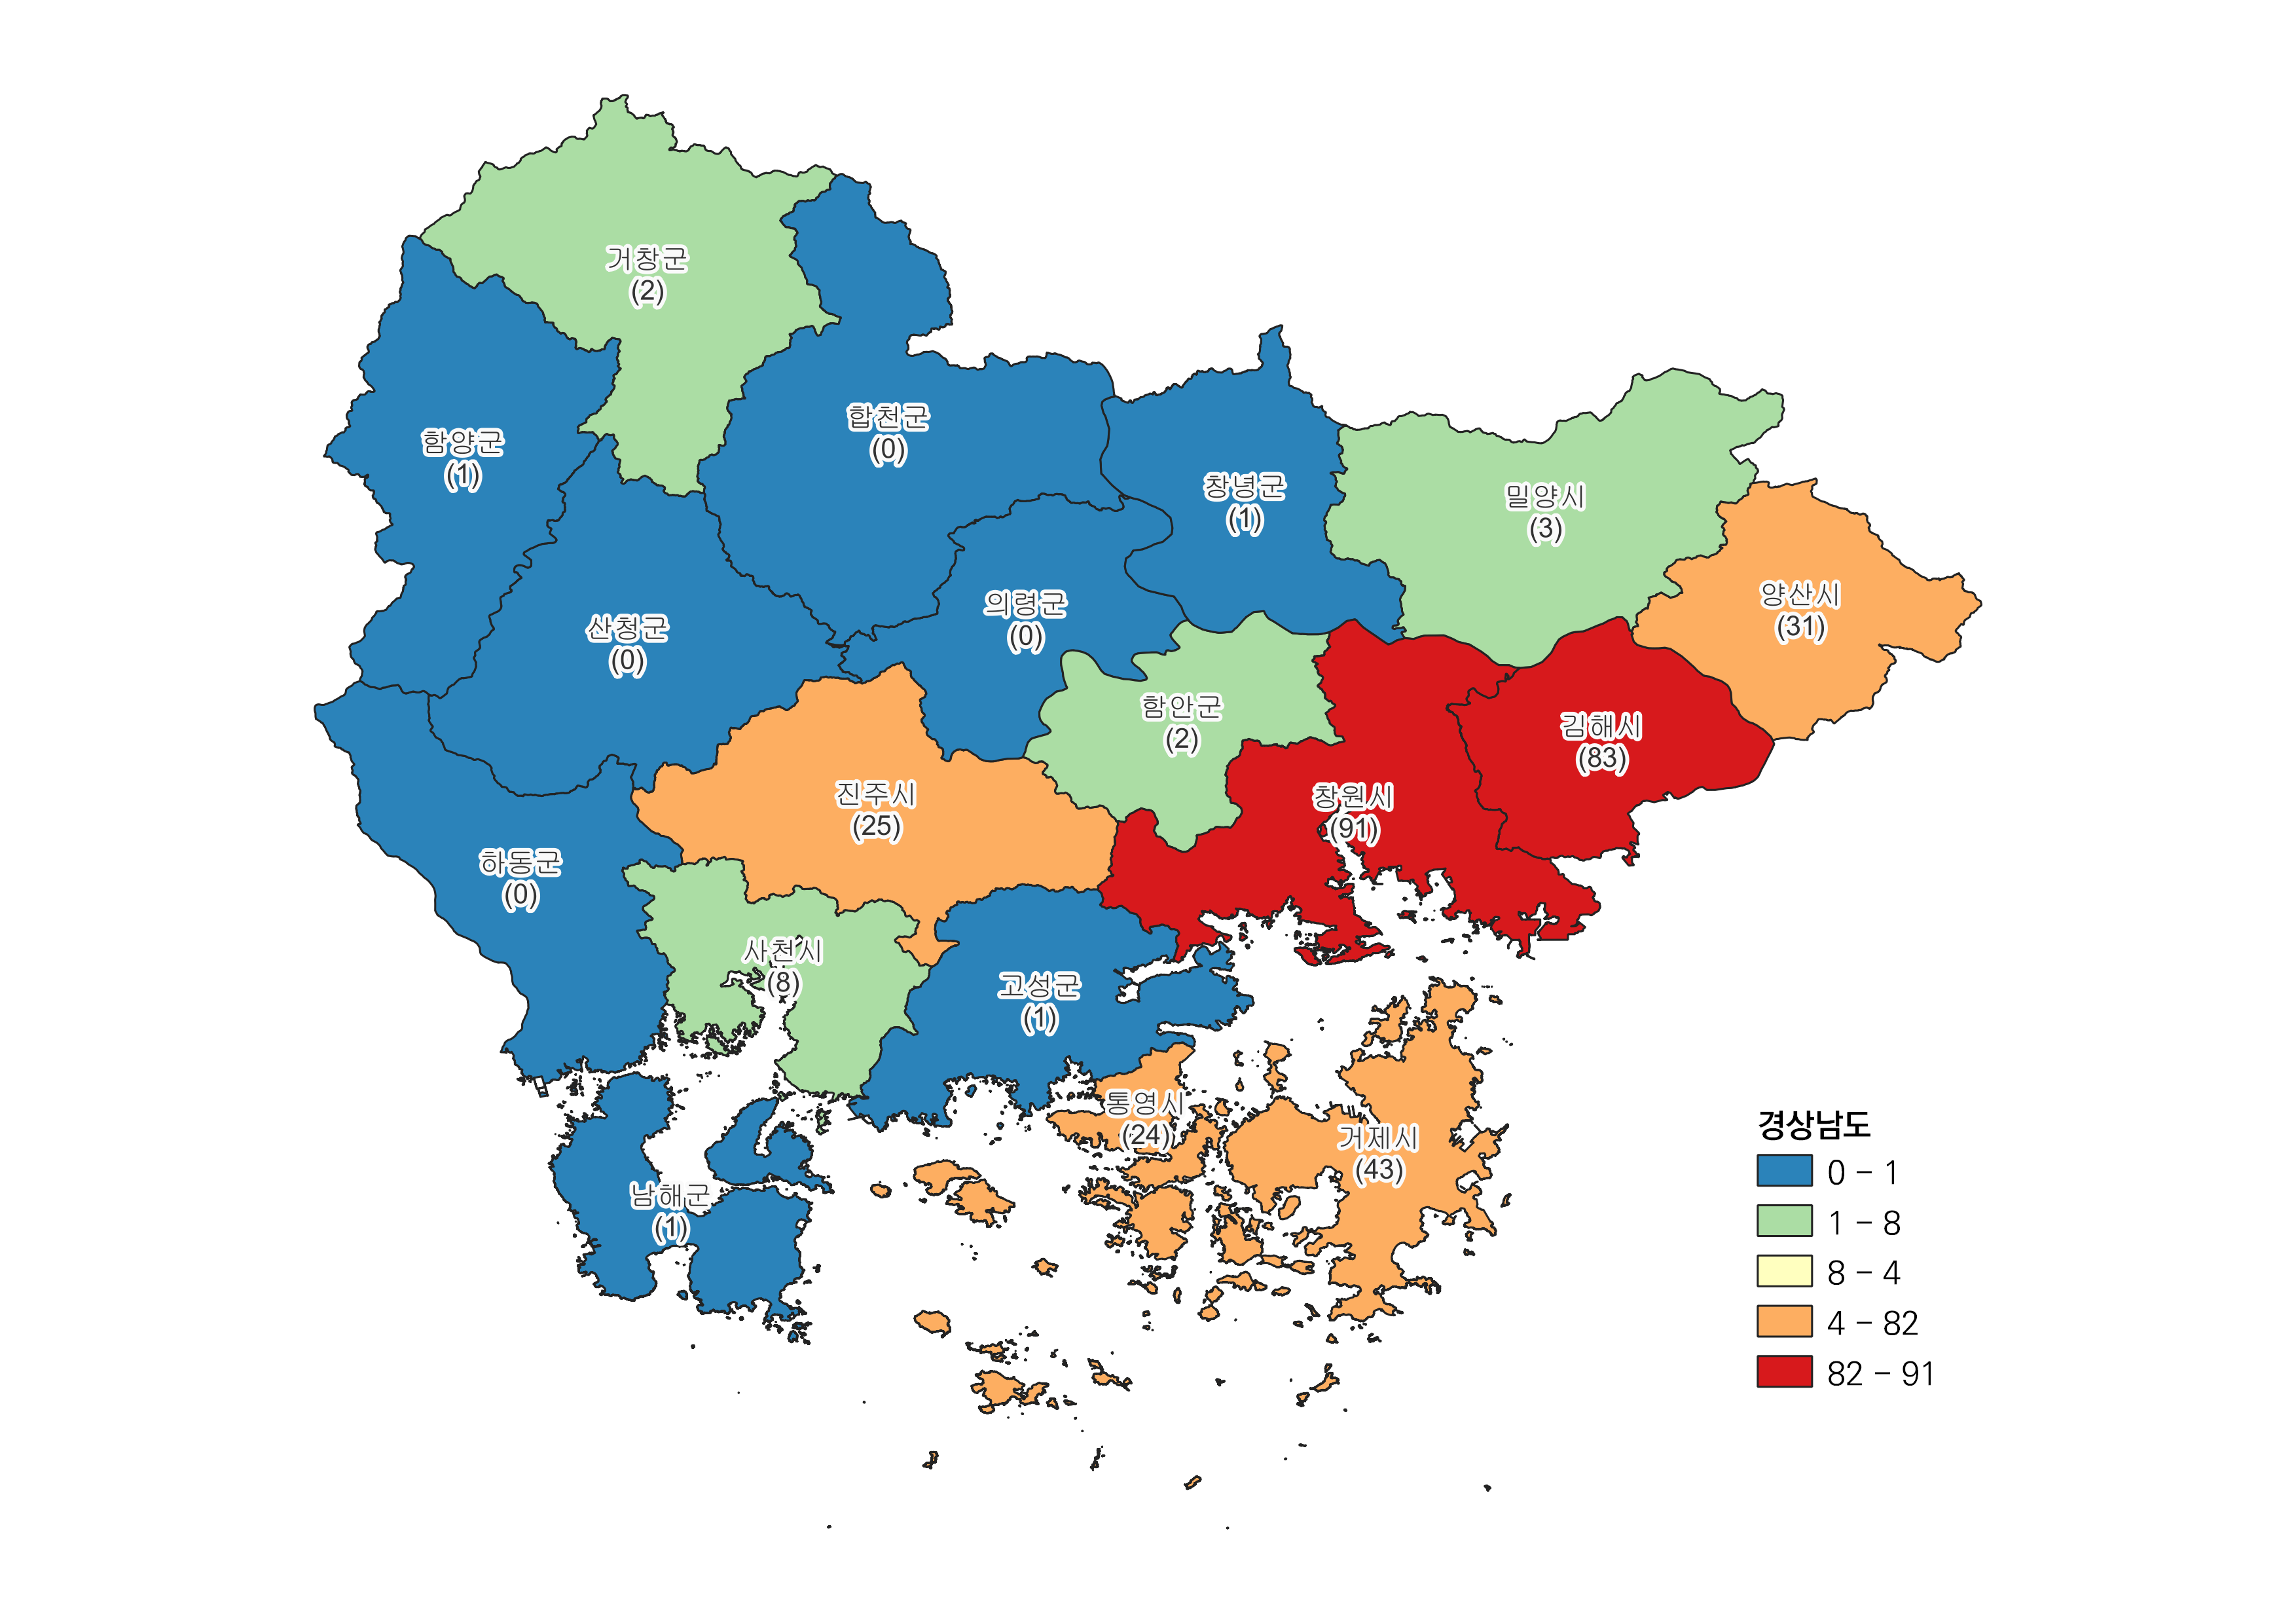 거창군
(2)
합천군
(0)
함양군
(1)
창녕군
(1)
밀양시
(3)
양산시
(31)
의령군
(0)
산청군
(0)
함안군
(2)
김해시
(83)
진주시
(25)
창원시
(91)
하동군
(0)
사천시
(8)
고성군
(1)
통영시
(24)
거제시
(43)
남해군
(1)
경상남도
0 – 1
1 – 8
8 – 4
4 – 82
82 – 91